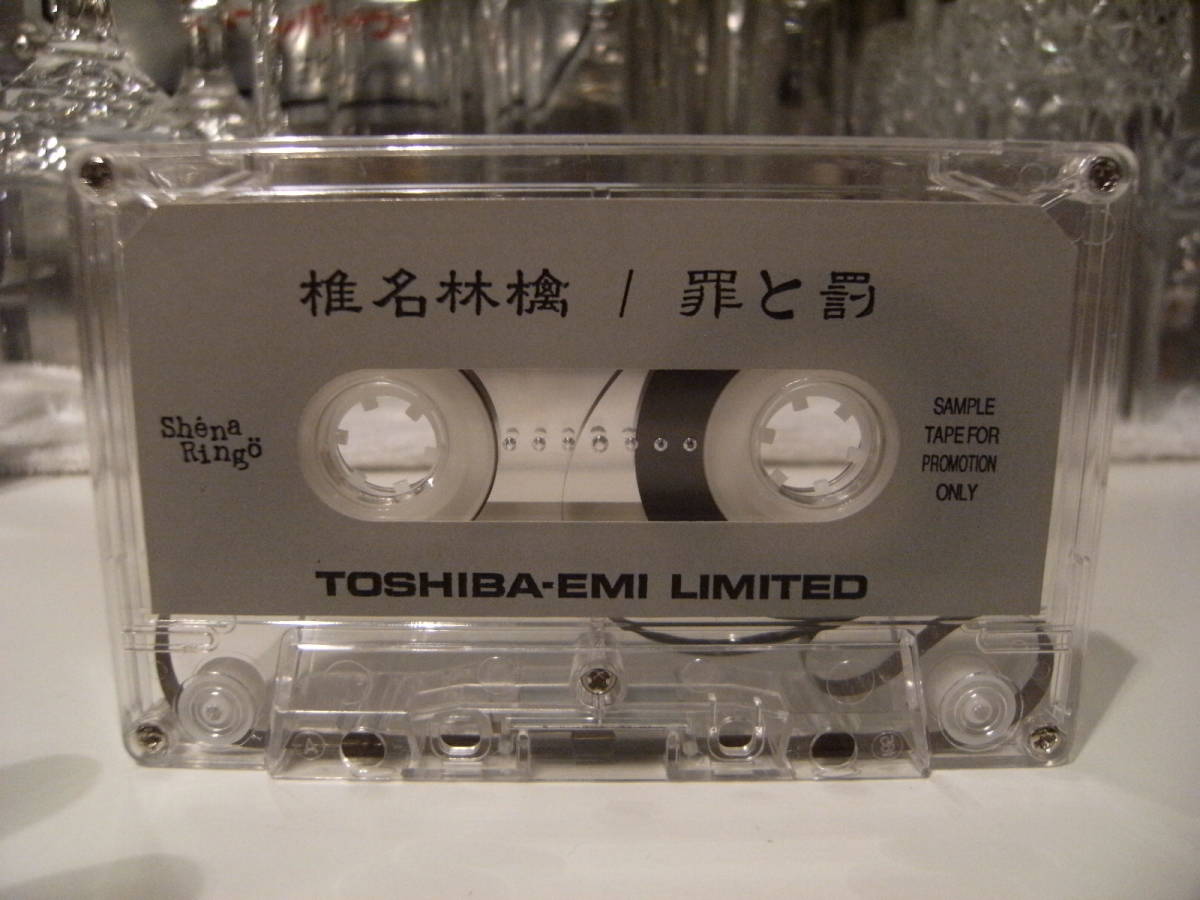 椎名林檎 / 罪と罰
Shéna
Ringö
SAMPLE
TAPE FOR
PROMOTION
ONLY
TOSHIBA-EMI LIMITED
A
B